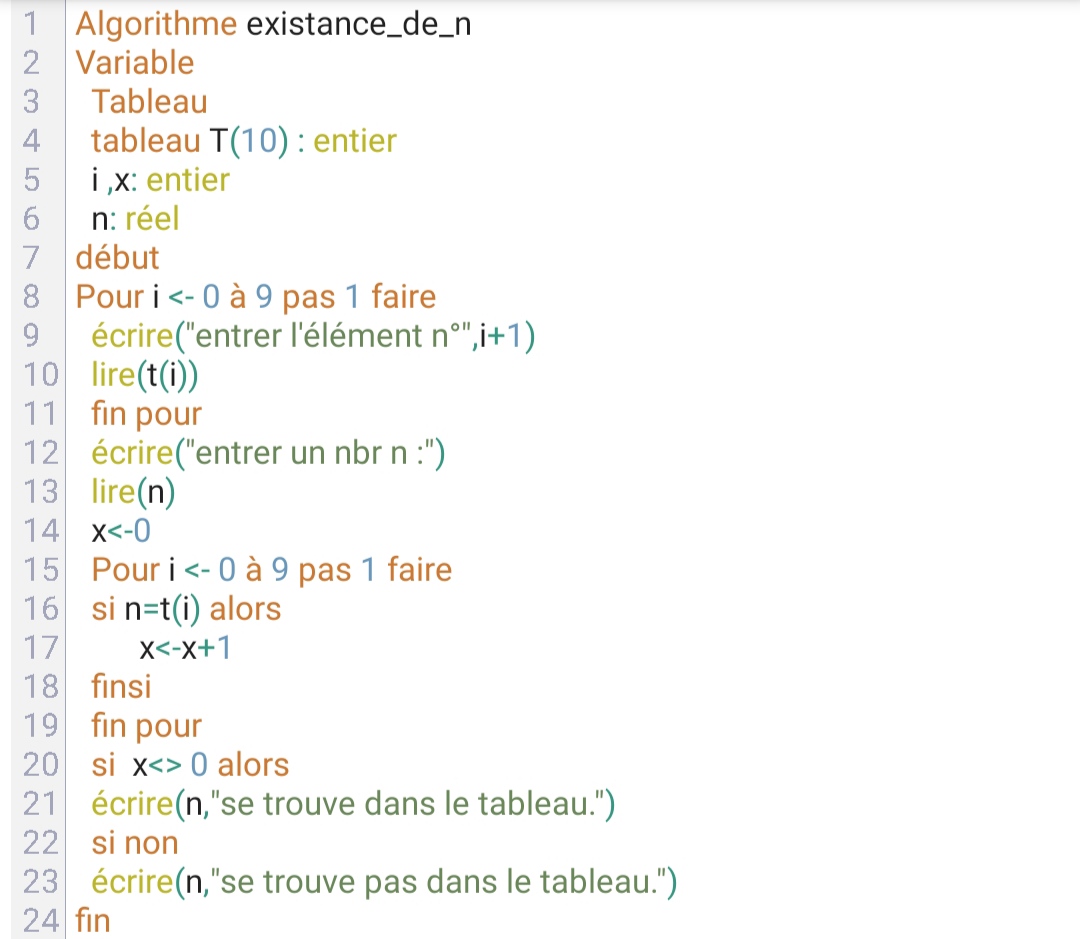 1 Algorithme existance_de_n
2 Variable
3 Tableau
4 tableau T(10) : entier
5 i ,x: entier
6 n: réel
7 début
8 Pour i <- 0 à 9 pas 1 faire
9 écrire("entrer l'élément n°",i+1)
10 lire(t(i))
11 fin pour
12 écrire("entrer un nbr n :")
13 lire(n)
14 x<-0
15 Pour i <- 0 à 9 pas 1 faire
16 si n=t(i) alors
17 x<-x+1
18 finsi
19 fin pour
20 si  x<> 0 alors
21 écrire(n,"se trouve dans le tableau.")
22 si non
23 écrire(n,"se trouve pas dans le tableau.")
24 fin